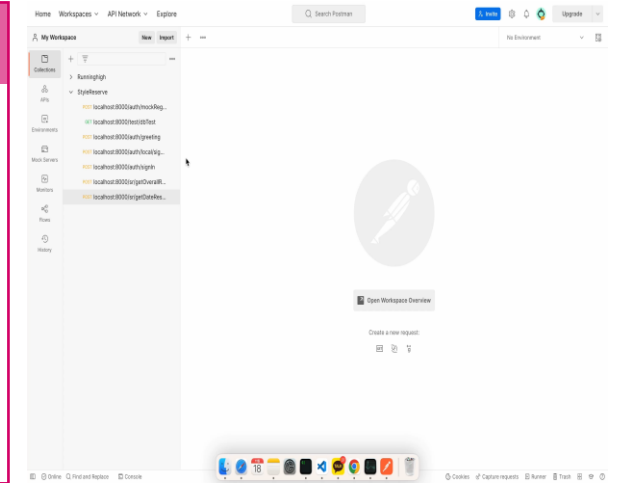 Home Workspaces API Network Explore Search Postman Invite Upgrade
My Workspace New Import No Environment
Collections
APIs
Environments
Mock Servers
Monitors
Flows
History
Runninghigh
StyleReserve
POST localhost:8000/auth/mockReg...
GET localhost:8000/test/dbTest
POST localhost:8000/auth/greeting
POST localhost:8000/auth/local/sig...
POST localhost:8000/auth/signin
POST localhost:8000/sr/getOverallR...
POST localhost:8000/sr/getDateRes...
Open Workspace Overview
Create a new request:
18
Online Find and Replace Console Cookies Capture requests Runner Trash